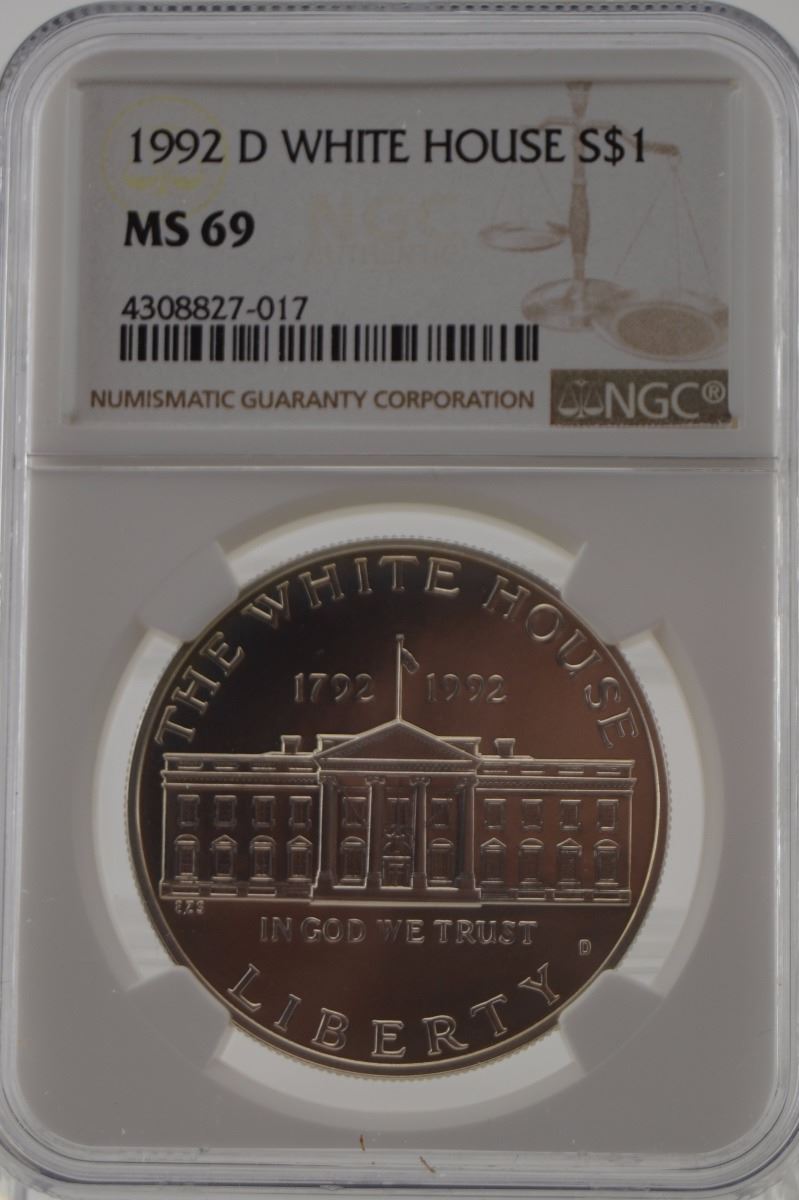 1992 D WHITE HOUSE S$1
MS 69
NGC
4308827-017
NUMISMATIC GUARANTY CORPORATION
NGC®
THE WHITE HOUSE
1792 1992
IN GOD WE TRUST
D
LIBERTY